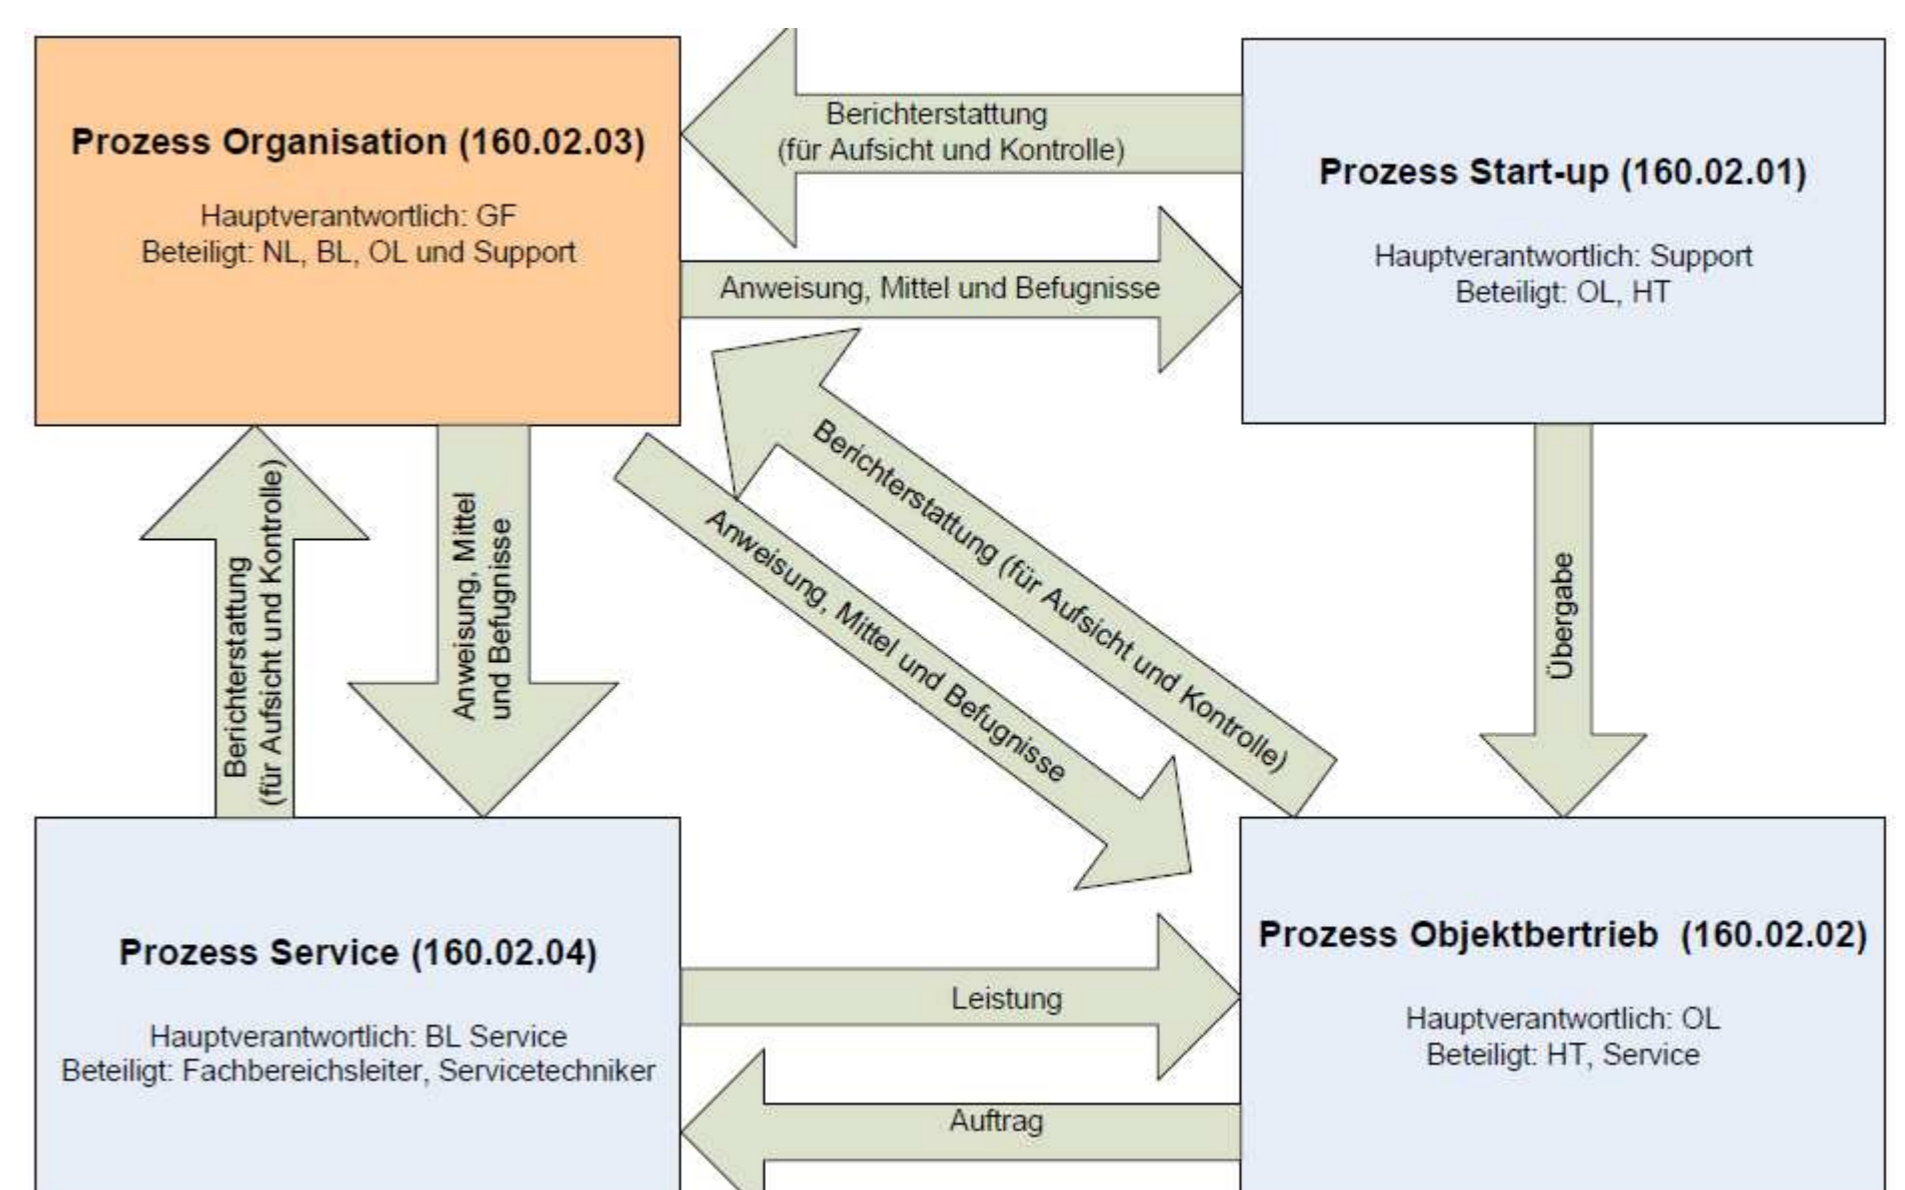 Prozess Organisation (160.02.03)
Hauptverantwortlich: GF
Beteiligt: NL, BL, OL und Support
Berichterstattung
(für Aufsicht und Kontrolle)
Anweisung, Mittel und Befugnisse
Prozess Start-up (160.02.01)
Hauptverantwortlich: Support
Beteiligt: OL, HT
Berichterstattung
(für Aufsicht und Kontrolle)
Anweisung, Mittel
und Befugnisse
Berichterstattung (für Aufsicht und Kontrolle)
Anweisung, Mittel und Befugnisse
Übergabe
Prozess Service (160.02.04)
Hauptverantwortlich: BL Service
Beteiligt: Fachbereichsleiter, Servicetechniker
Leistung
Auftrag
Prozess Objektbertrieb  (160.02.02)
Hauptverantwortlich: OL
Beteiligt: HT, Service